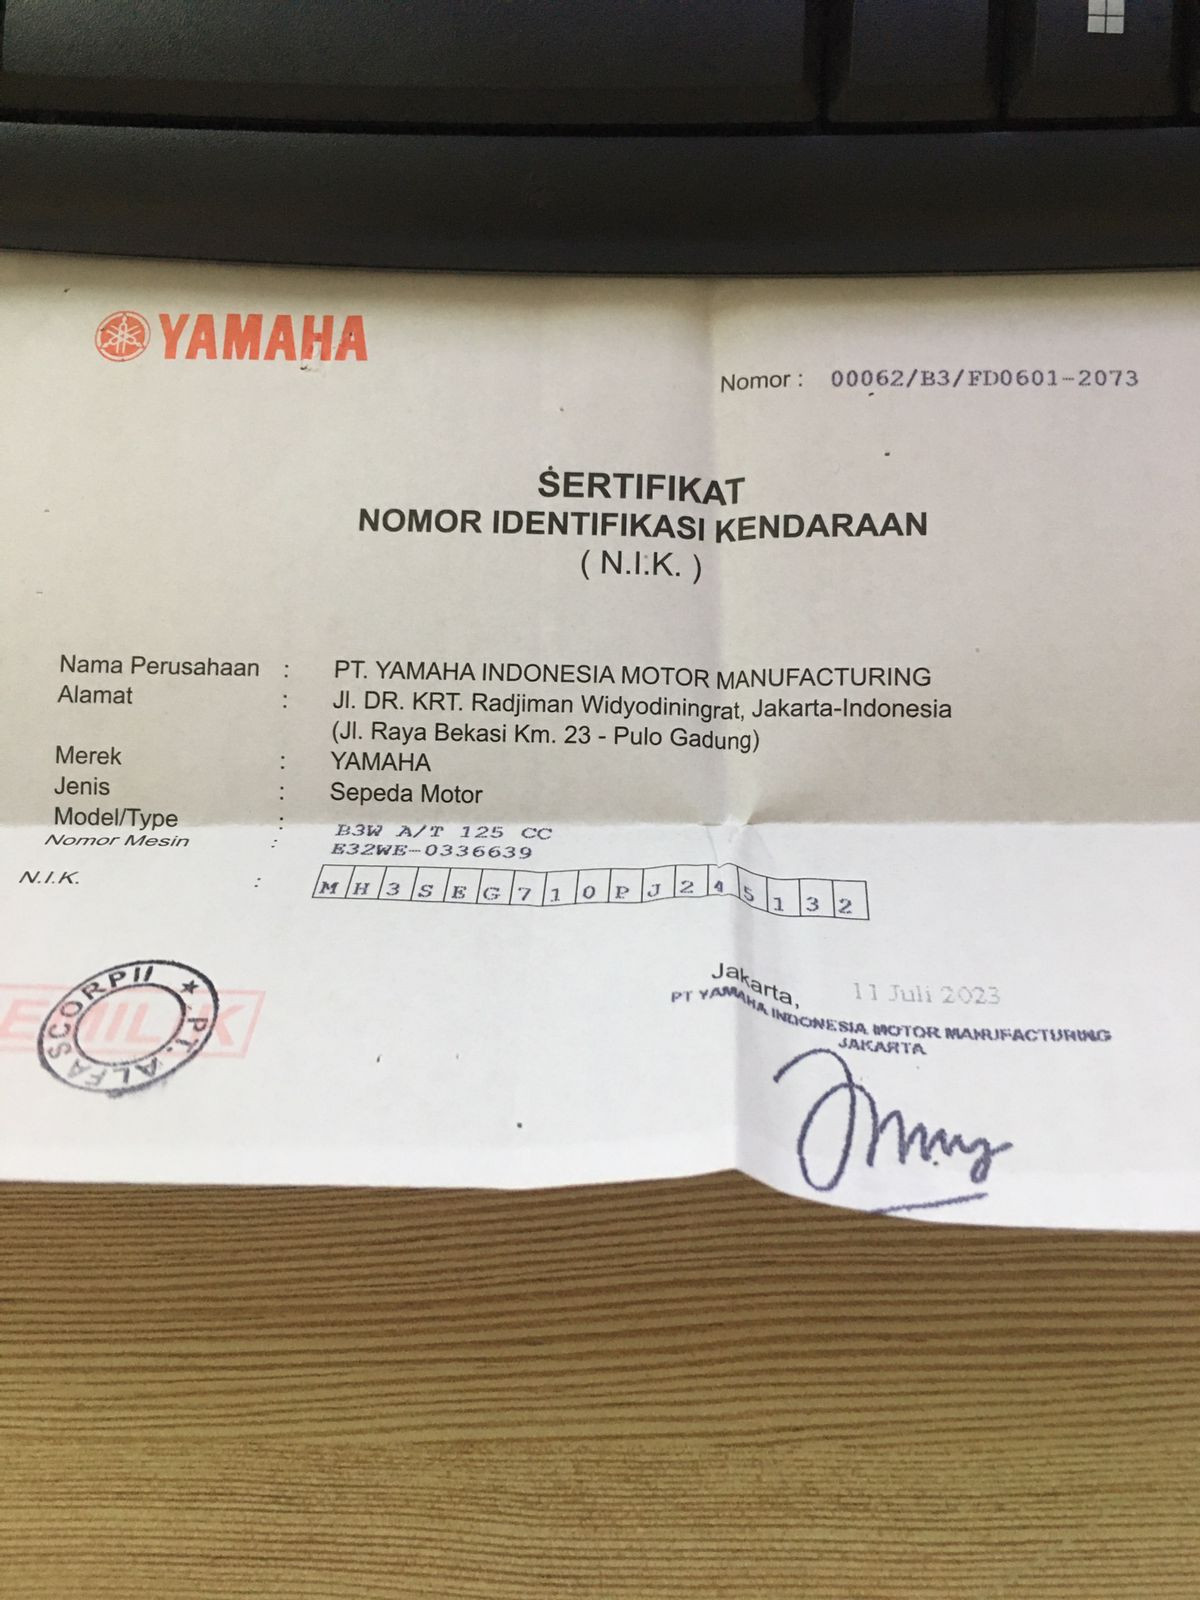 YAMAHA
Nomor : 00062/B3/FD0601-2073
SERTIFIKAT
NOMOR IDENTIFIKASI KENDARAAN
( N.I.K. )
Nama Perusahaan : PT. YAMAHA INDONESIA MOTOR MANUFACTURING
Alamat : Jl. DR. KRT. Radjiman Widyodiningrat, Jakarta-Indonesia
(Jl. Raya Bekasi Km. 23 - Pulo Gadung)
Merek : YAMAHA
Jenis : Sepeda Motor
Model/Type : B3W A/T 125 CC
Nomor Mesin : E32WE-0336639
N.I.K. : MH3SEG710PJ245132
Jakarta, 11 Juli 2023
PT YAMAHA INDONESIA MOTOR MANUFACTURING
JAKARTA
PT. ALFASCORPII ★